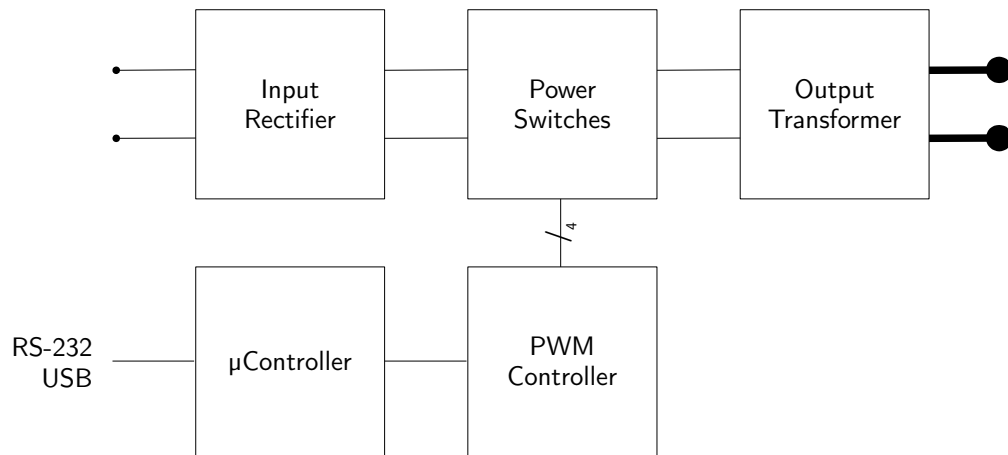 Input
Rectifier
Power
Switches
Output
Transformer
4
RS-232
USB
µController
PWM
Controller